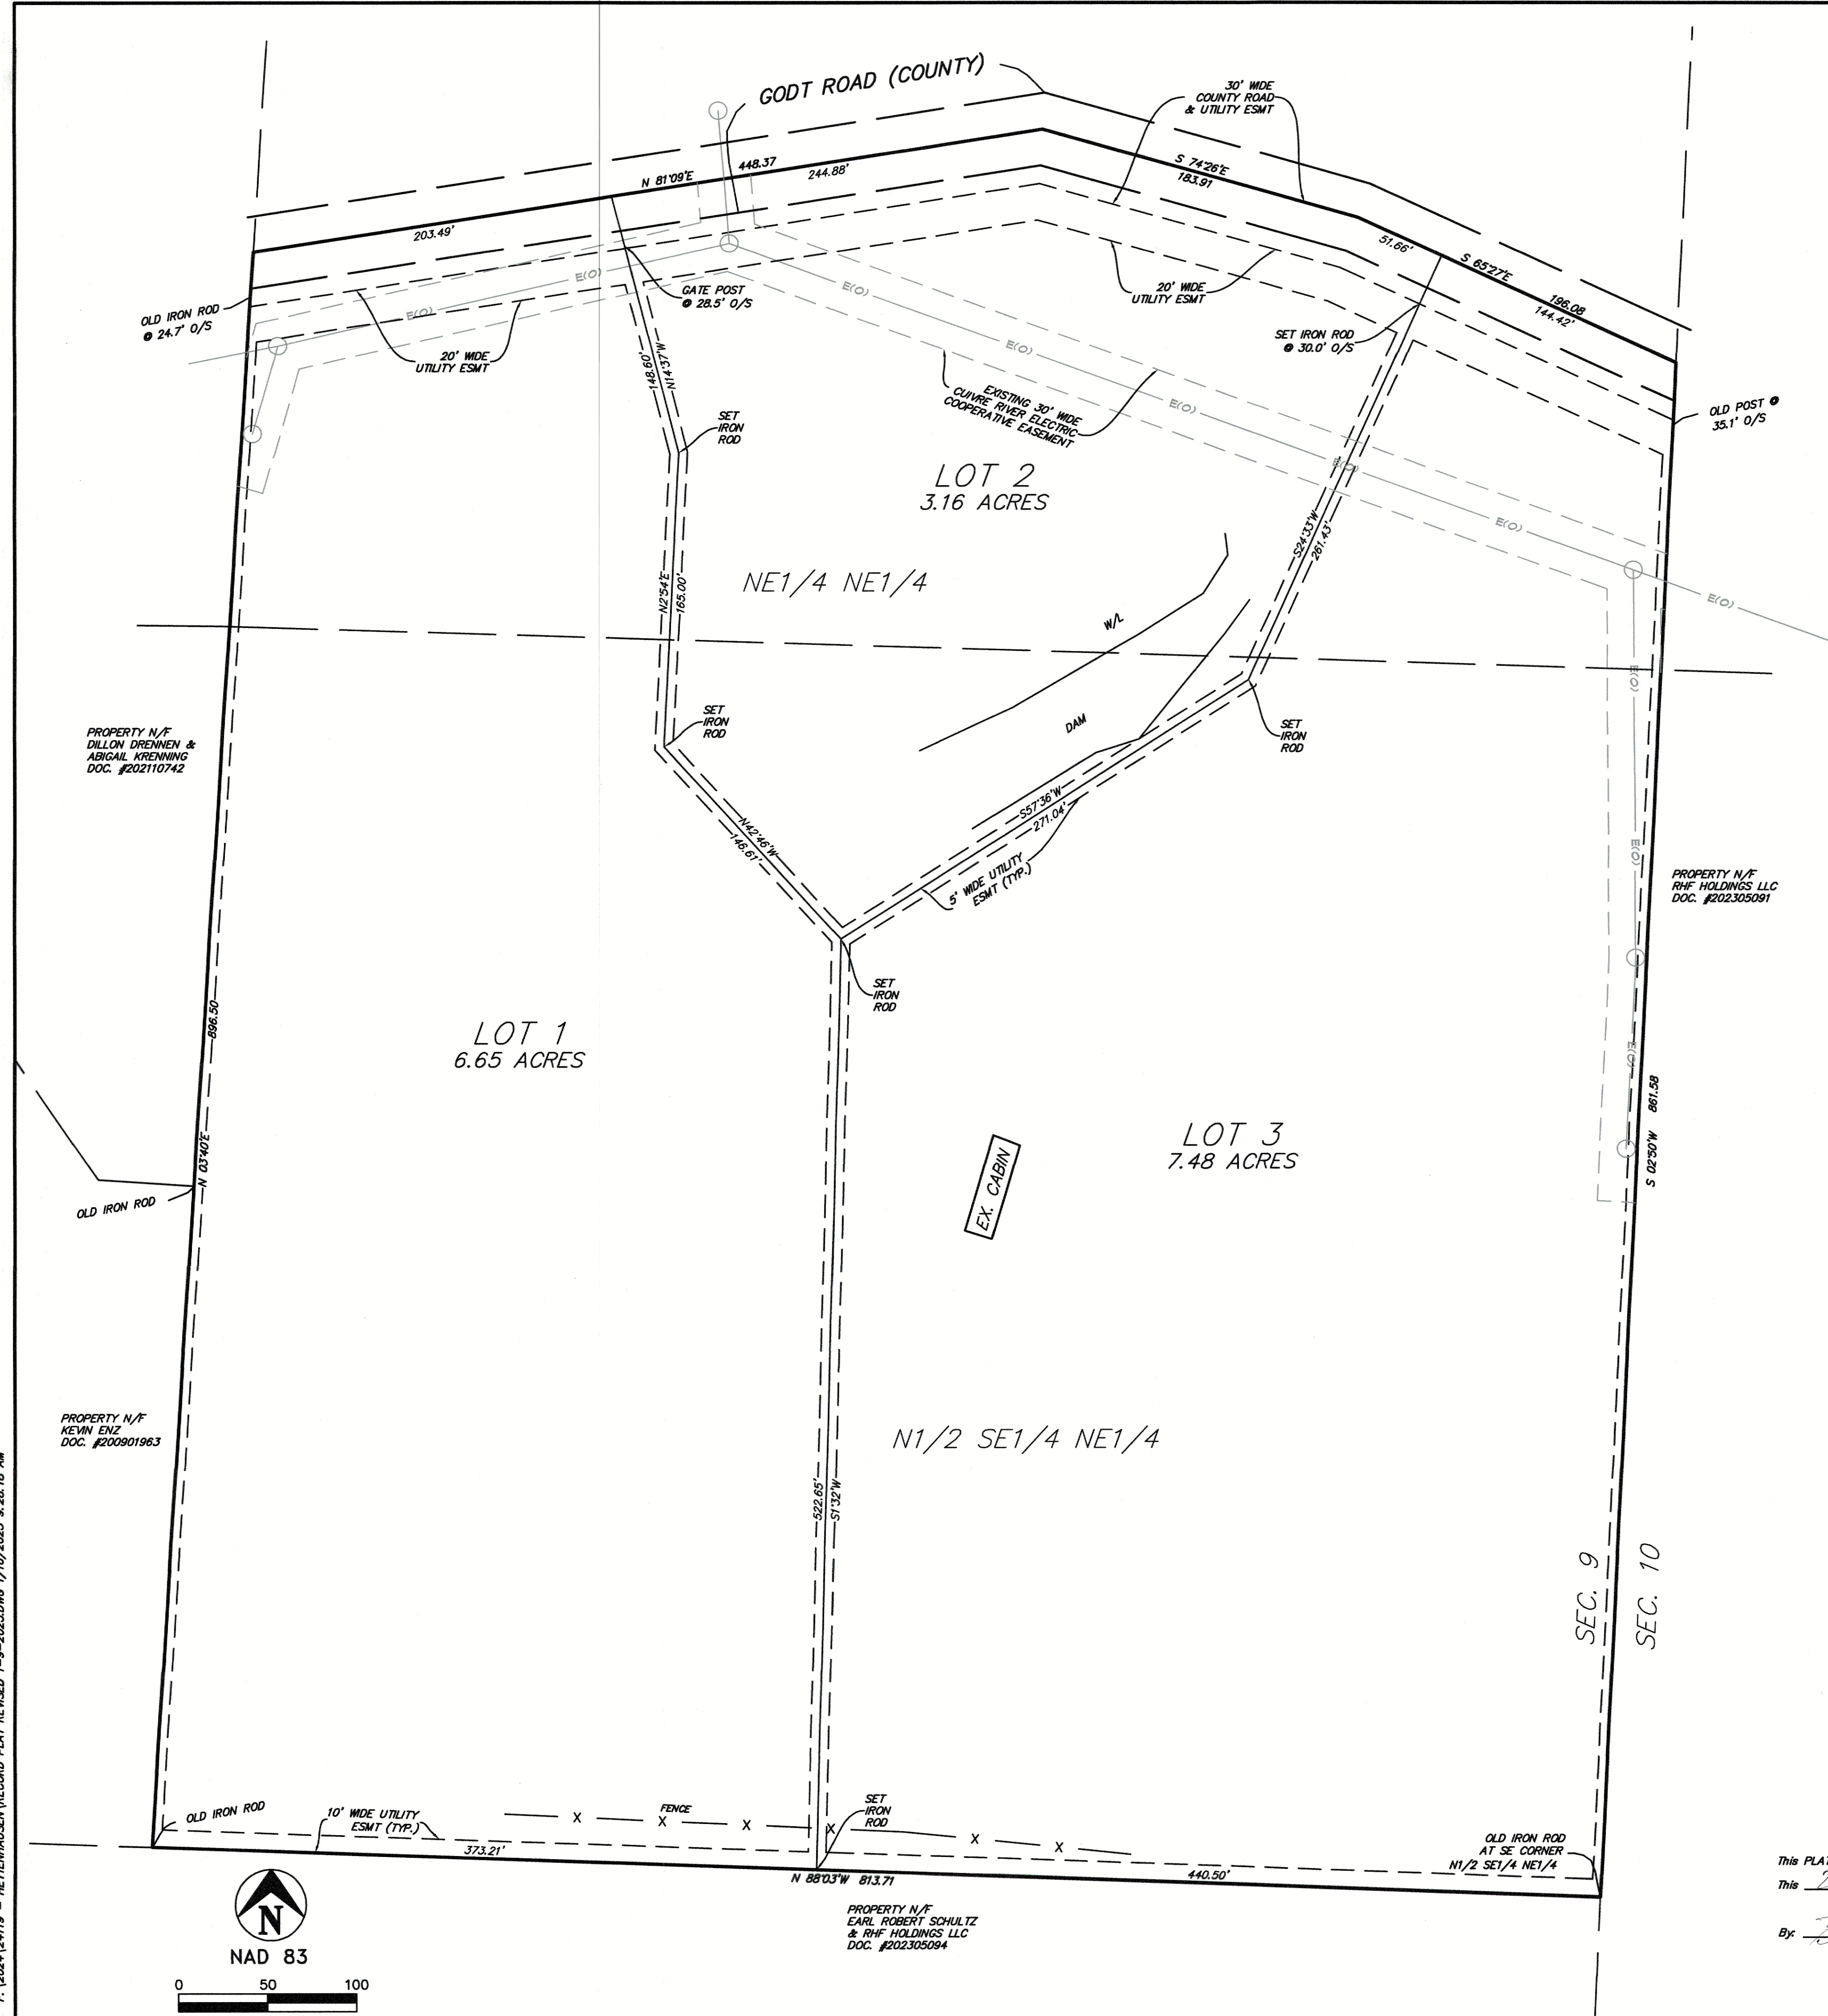 GODT ROAD (COUNTY)
30' WIDE
COUNTY ROAD
& UTILITY ESMT
N 81°09'E
448.37
244.88'
S 74°26'E
183.91
203.49'
51.66'
S 65°27'E
196.08
144.42'
OLD IRON ROD
@ 24.7' O/S
GATE POST
@ 28.5' O/S
20' WIDE
UTILITY ESMT
20' WIDE
UTILITY ESMT
SET IRON ROD
@ 30.0' O/S
OLD POST @
35.1' O/S
E(O)
E(O)
E(O)
E(O)
E(O)
E(O)
E(O)
E(O)
E(O)
E(O)
E(O)
EXISTING 30' WIDE
CUIVRE RIVER ELECTRIC
COOPERATIVE EASEMENT
148.60'
N14°37'W
SET
IRON
ROD
LOT 2
3.16 ACRES
NE1/4 NE1/4
N2°54'E
165.00'
S24°33'W
261.43'
W/L
DAM
SET
IRON
ROD
SET
IRON
ROD
PROPERTY N/F
DILLON DRENNEN &
ABIGAIL KRENNING
DOC. #202110742
N42°46'W
146.61'
S57°36'W
271.04'
5' WIDE UTILITY
ESMT (TYP.)
PROPERTY N/F
RHF HOLDINGS LLC
DOC. #202305091
SET
IRON
ROD
LOT 1
6.65 ACRES
N 03°40'E
896.50
OLD IRON ROD
LOT 3
7.48 ACRES
EX. CABIN
S 02°50'W 861.58
PROPERTY N/F
KEVIN ENZ
DOC. #200901963
N1/2 SE1/4 NE1/4
522.65'
S1°32'W
SEC. 9
SEC. 10
OLD IRON ROD
10' WIDE UTILITY
ESMT (TYP.)
X X X X X X
FENCE
SET
IRON
ROD
OLD IRON ROD
AT SE CORNER
N1/2 SE1/4 NE1/4
373.21'
N 88°03'W 813.71
440.50'
PROPERTY N/F
EARL ROBERT SCHULTZ
& RHF HOLDINGS LLC
DOC. #202305094
N
NAD 83
0 50 100
This PLA
This
By: